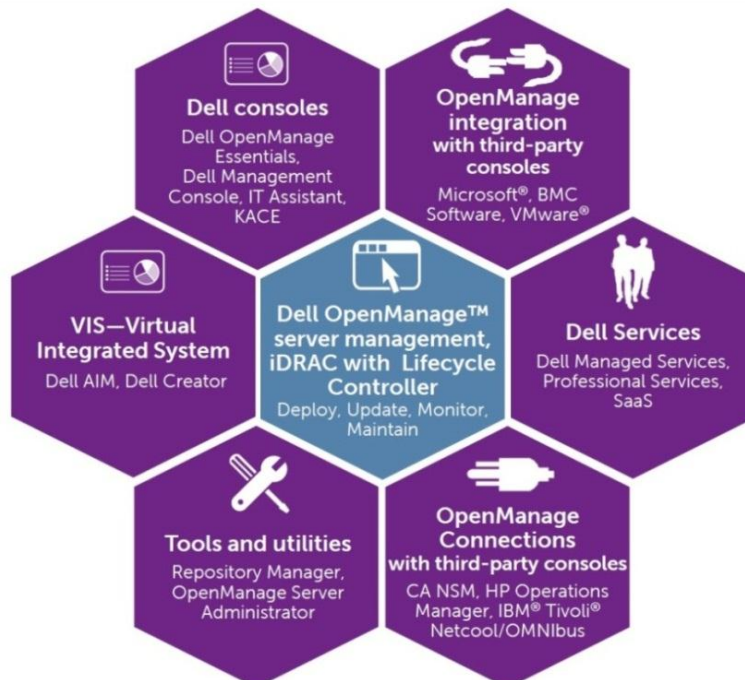 Dell consoles
Dell OpenManage
Essentials,
Dell Management
Console, IT Assistant,
KACE
OpenManage
integration
with third-party
consoles
Microsoft®, BMC
Software, VMware®
VIS—Virtual
Integrated System
Dell AIM, Dell Creator
Dell OpenManage™
server management,
iDRAC with Lifecycle
Controller
Deploy, Update, Monitor,
Maintain
Dell Services
Dell Managed Services,
Professional Services,
SaaS
Tools and utilities
Repository Manager,
OpenManage Server
Administrator
OpenManage
Connections
with third-party consoles
CA NSM, HP Operations
Manager, IBM® Tivoli®
Netcool/OMNIbus